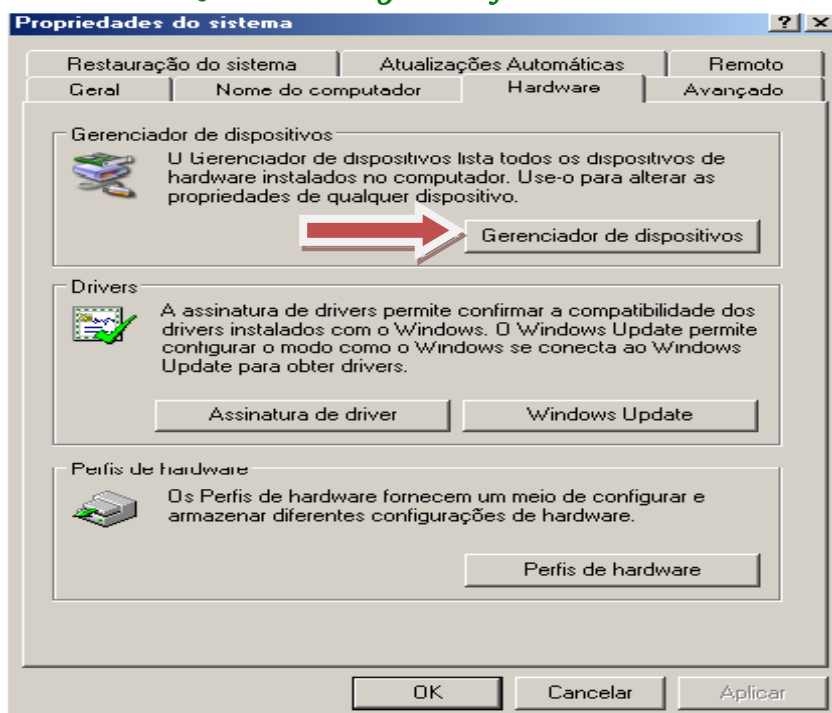 Propriedades do sistema
Restauração do sistema Atualizações Automáticas Remoto
Geral Nome do computador Hardware Avançado
Gerenciador de dispositivos
O Gerenciador de dispositivos lista todos os dispositivos de
hardware instalados no computador. Use-o para alterar as
propriedades de qualquer dispositivo.
Gerenciador de dispositivos
Drivers
A assinatura de drivers permite confirmar a compatibilidade dos
drivers instalados com o Windows. O Windows Update permite
configurar o modo como o Windows se conecta ao Windows
Update para obter drivers.
Assinatura de driver Windows Update
Perfis de hardware
Os Perfis de hardware fornecem um meio de configurar e
armazenar diferentes configurações de hardware.
Perfis de hardware
OK Cancelar Aplicar